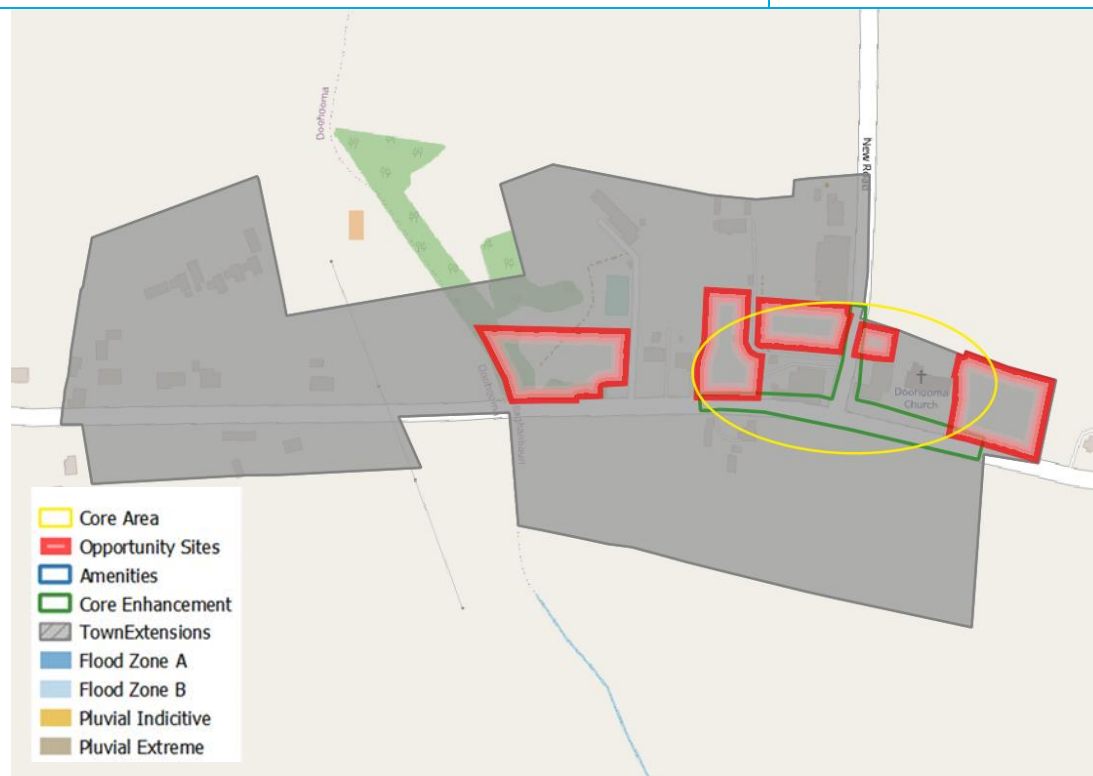 Doohooma
New Road
Doohooma
Church
Doohooma
Core Area
Opportunity Sites
Amenities
Core Enhancement
TownExtensions
Flood Zone A
Flood Zone B
Pluvial Indicitive
Pluvial Extreme